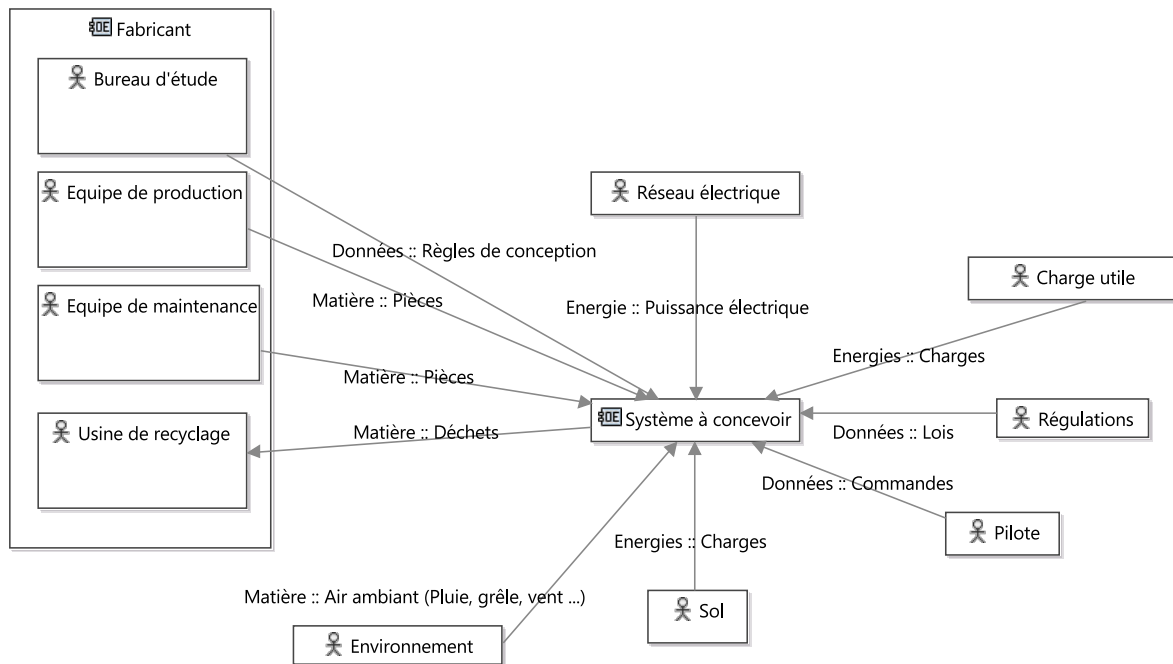 OE Fabricant
Bureau d'étude
Equipe de production
Réseau électrique
Données :: Règles de conception
Charge utile
Equipe de maintenance
Matière :: Pièces
Energie :: Puissance électrique
Energies :: Charges
Matière :: Pièces
Usine de recyclage
OE Système à concevoir
Régulations
Matière :: Déchets
Données :: Lois
Données :: Commandes
Pilote
Energies :: Charges
Matière :: Air ambiant (Pluie, grêle, vent ...)
Sol
Environnement